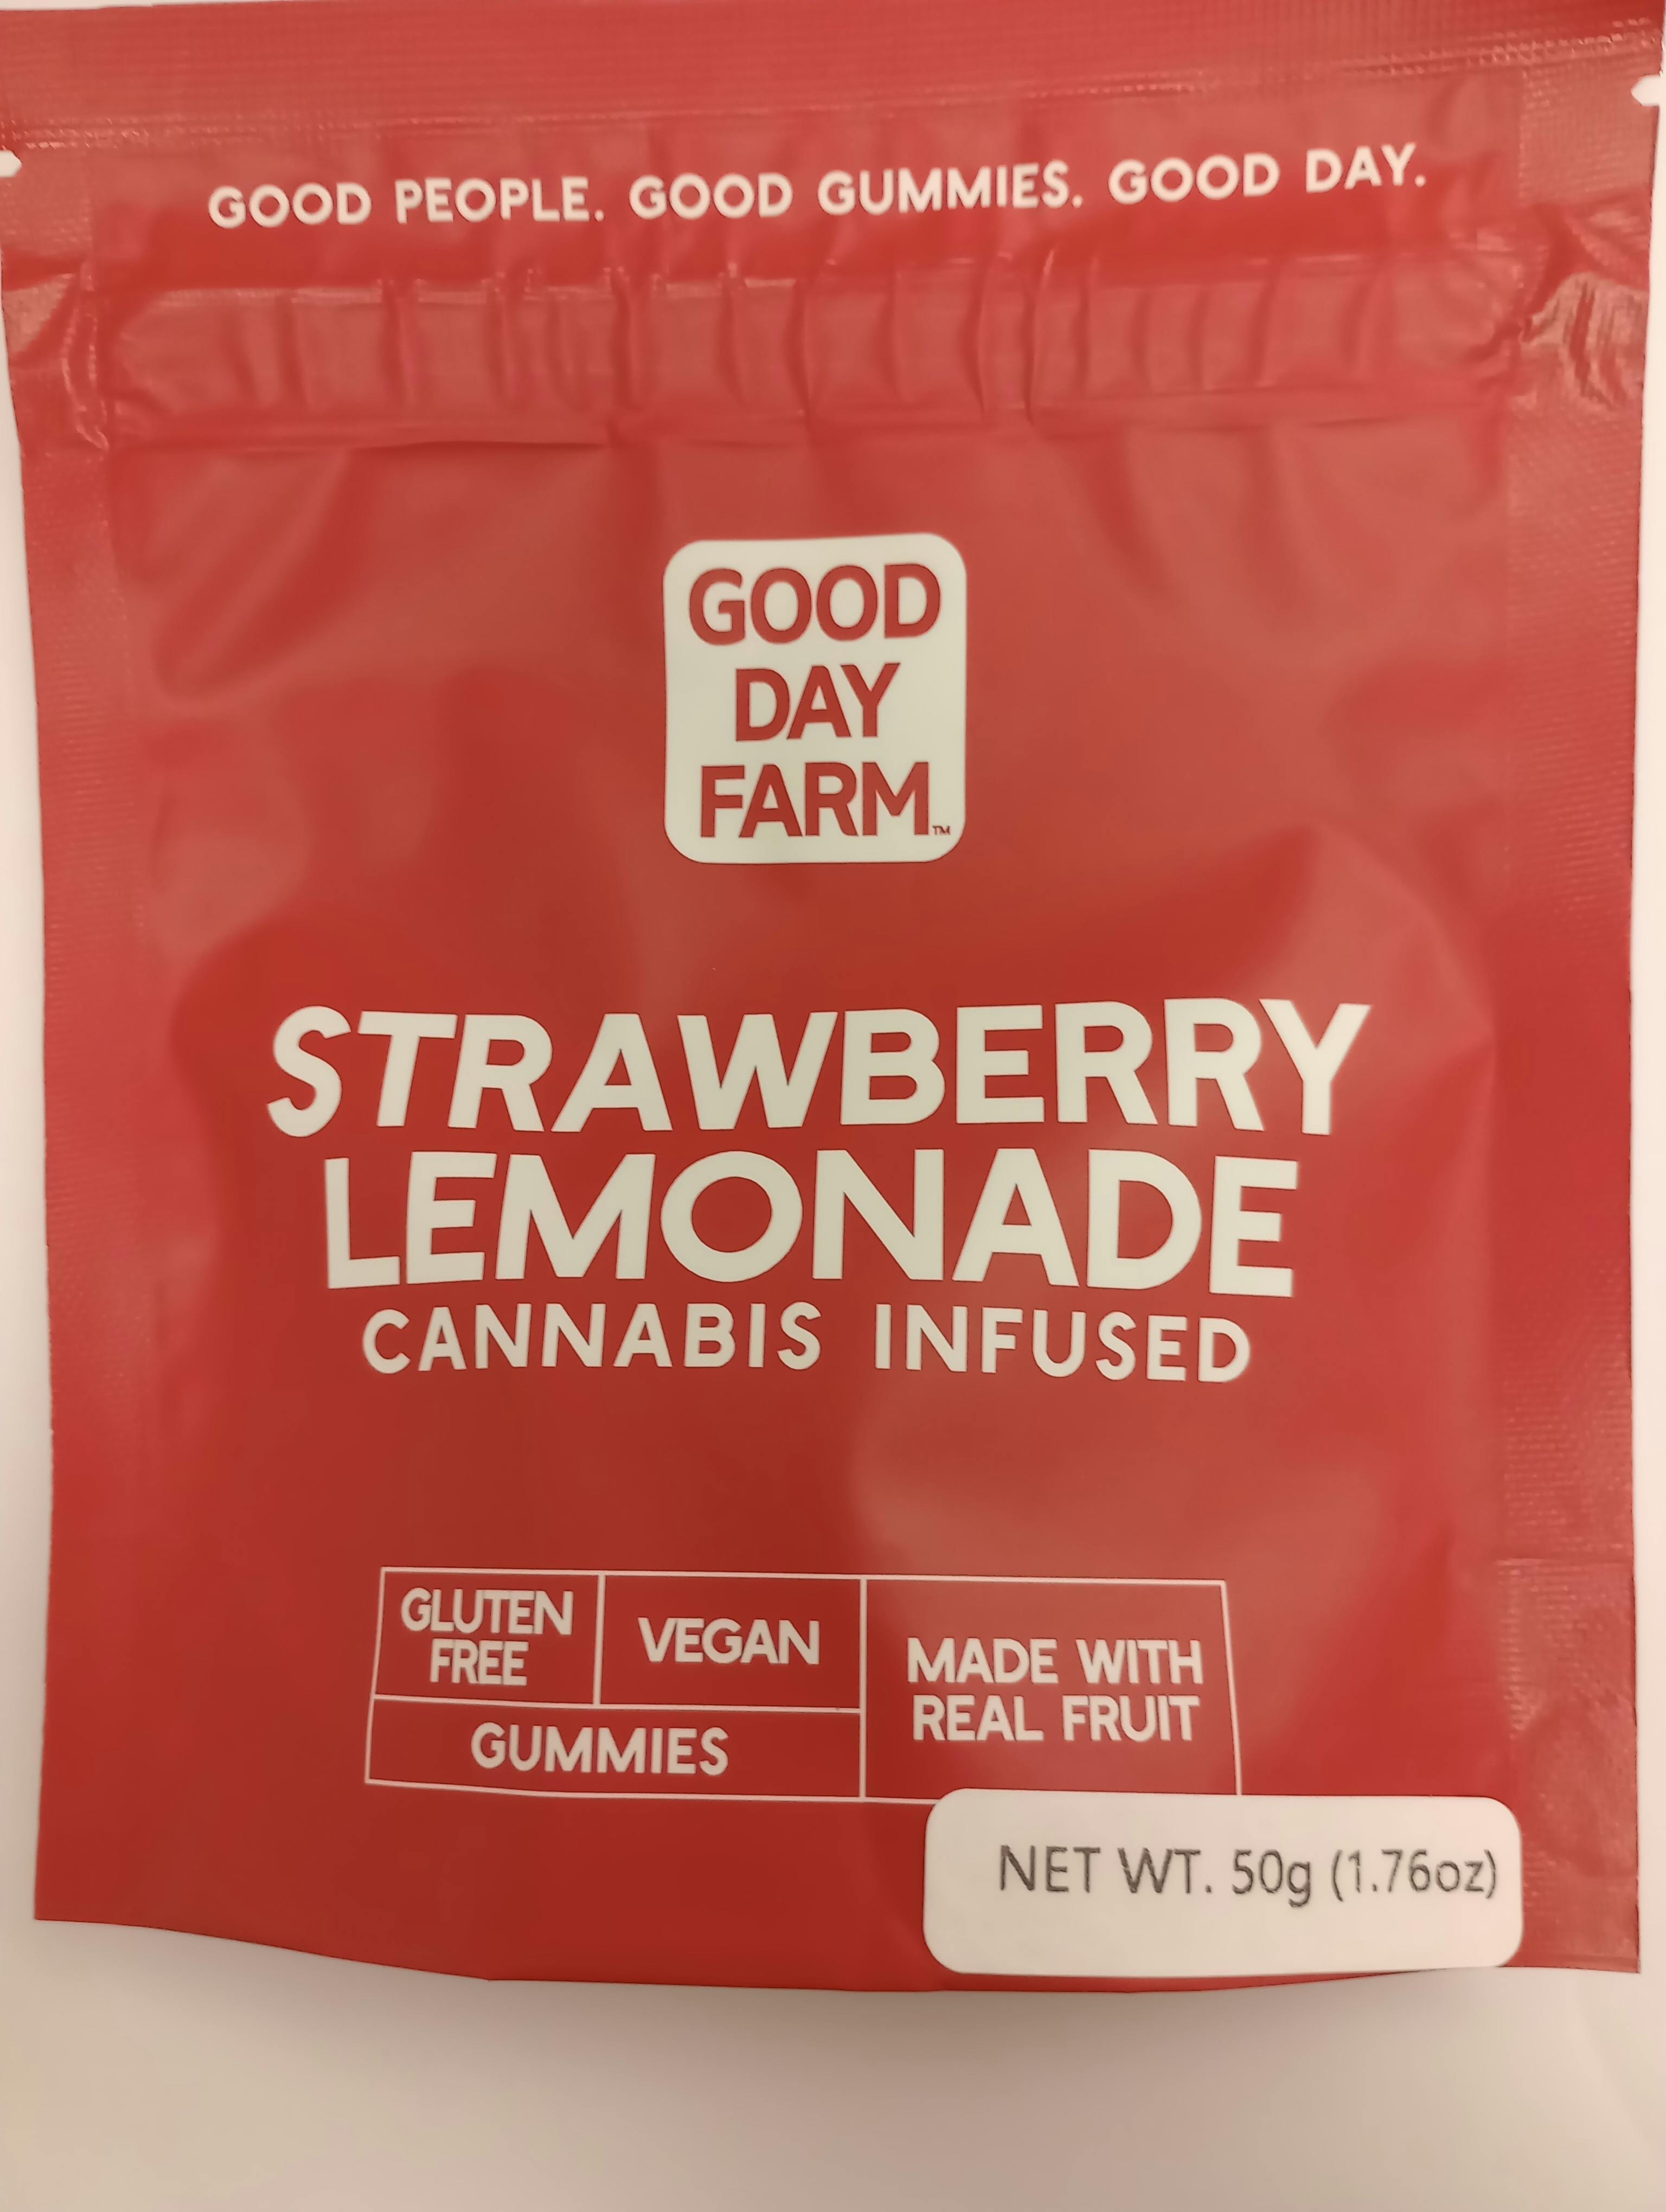 GOOD PEOPLE. GOOD GUMMIES. GOOD DAY.
GOOD
DAY
FARM™
STRAWBERRY
LEMONADE
CANNABIS INFUSED
GLUTEN
FREE
VEGAN
GUMMIES
MADE WITH
REAL FRUIT
NET WT. 50g (1.76oz)